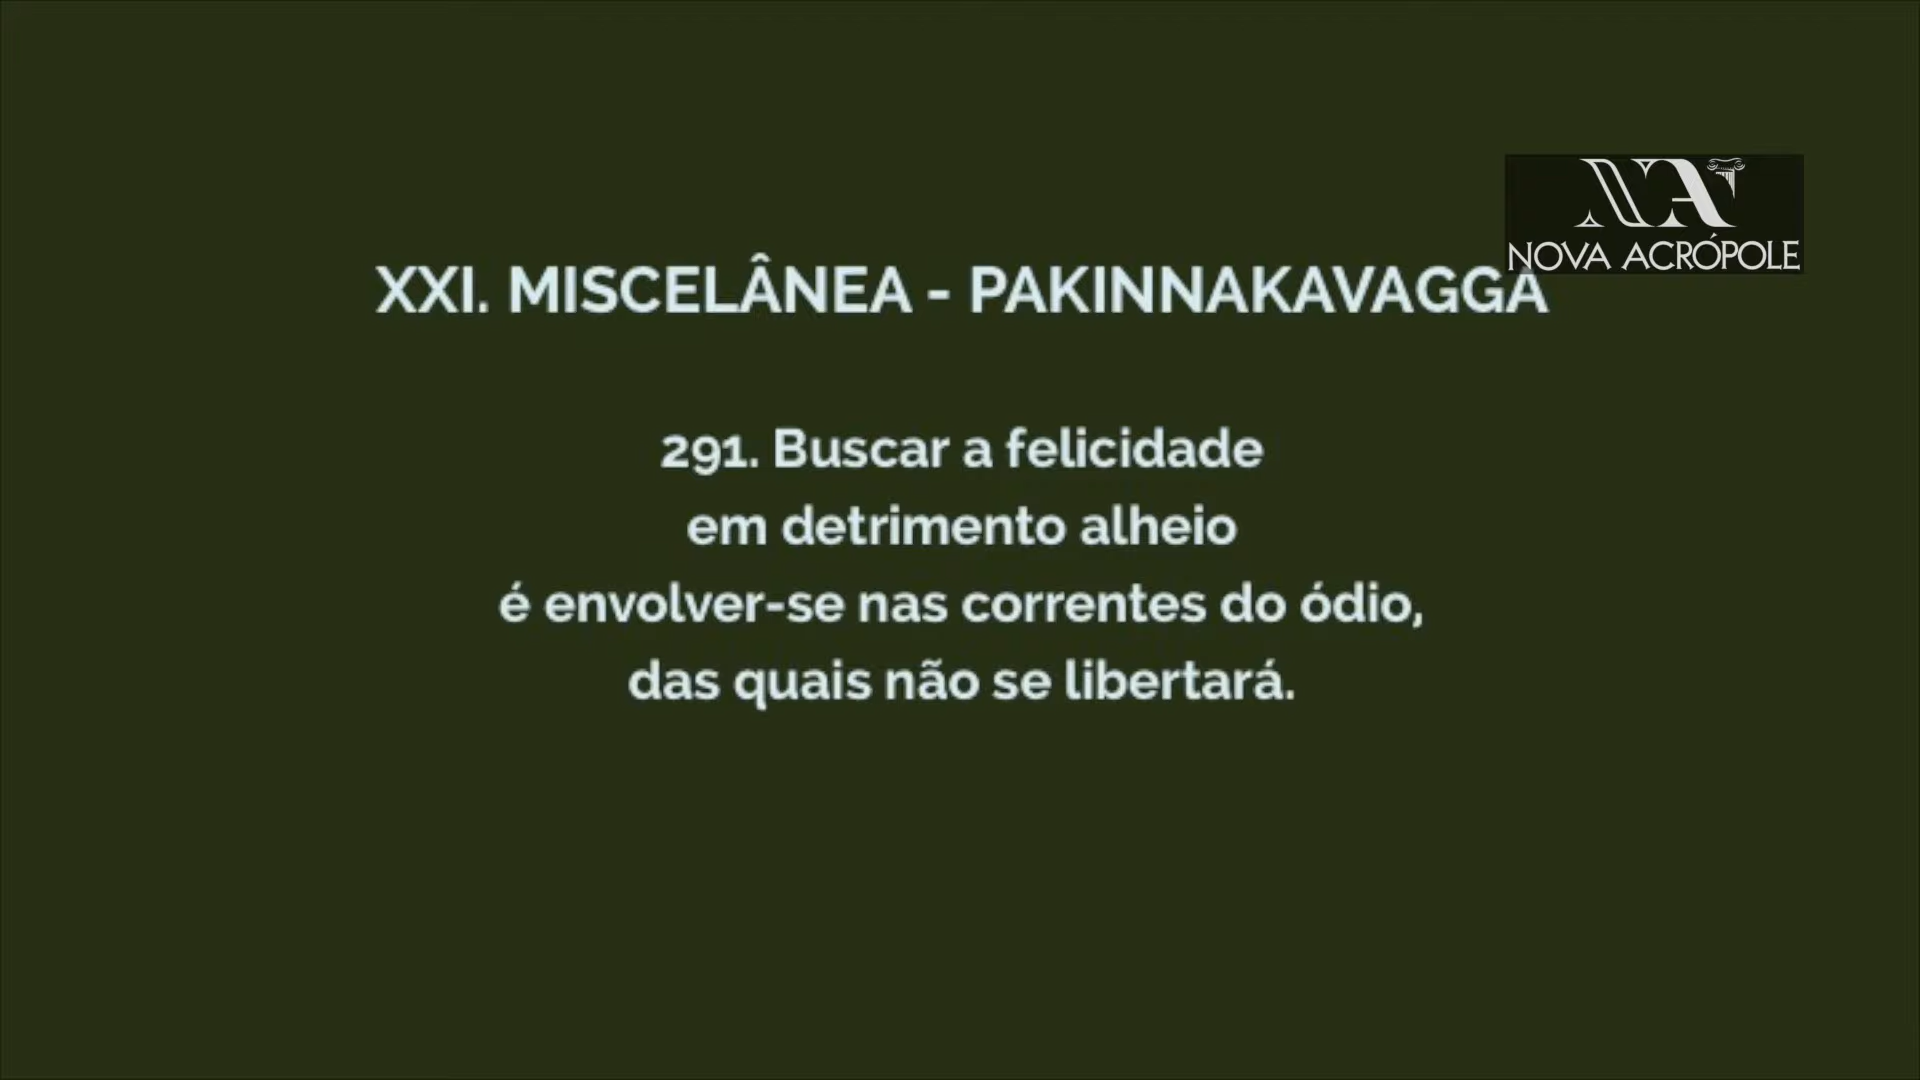 NA
NOVA ACRÓPOLE
XXI. MISCELÂNEA - PAKINNAKAVAGGA
291. Buscar a felicidade
em detrimento alheio
é envolver-se nas correntes do ódio,
das quais não se libertará.